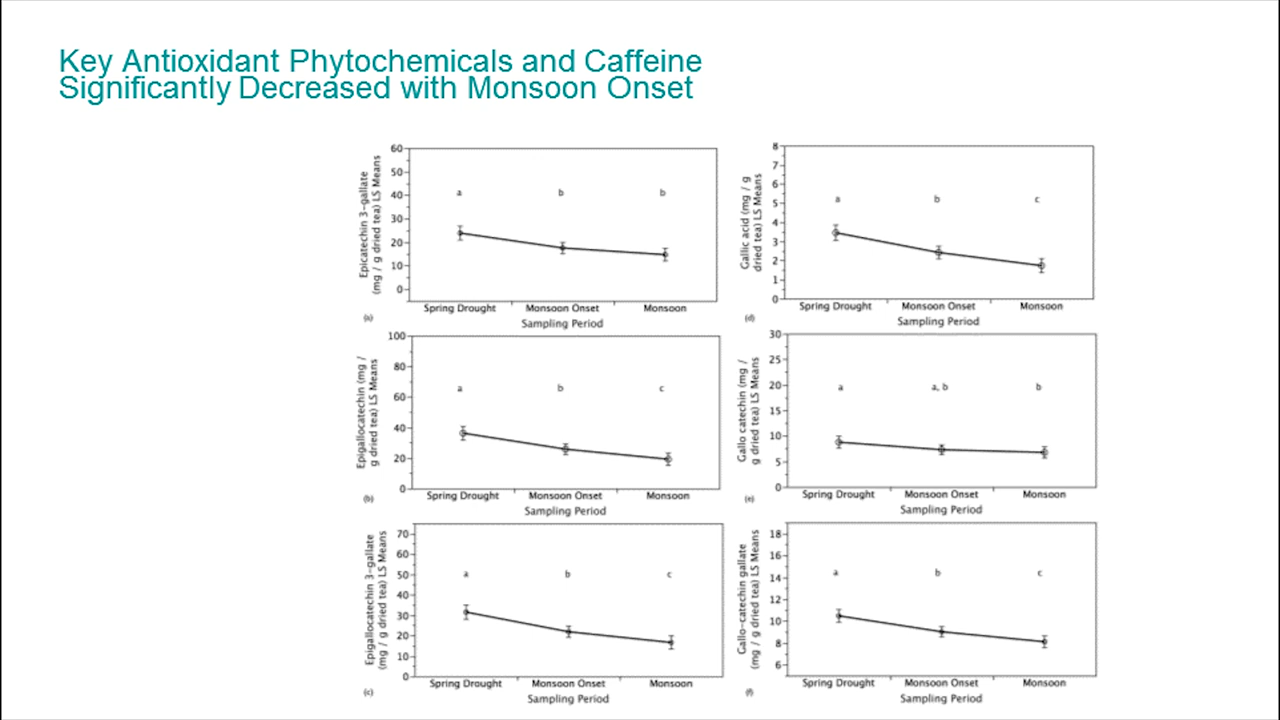 Key Antioxidant Phytochemicals and Caffeine
Significantly Decreased with Monsoon Onset
Epicatechin 3-gallate
(mg / g dried tea) LS Means
60
50
40
30
20
10
0
a
b
b
Spring Drought
Monsoon Onset
Monsoon
Sampling Period
(a)
Gallic acid (mg / g
dried tea) LS Means
8
7
6
5
4
3
2
1
0
a
b
c
Spring Drought
Monsoon Onset
Monsoon
Sampling Period
(d)
Epigallocatechin (mg /
g dried tea) LS Means
100
80
60
40
20
0
a
b
c
Spring Drought
Monsoon Onset
Monsoon
Sampling Period
(b)
Gallo catechin (mg /
g dried tea) LS Means
30
25
20
15
10
5
0
a
a, b
b
Spring Drought
Monsoon Onset
Monsoon
Sampling Period
(e)
Epigallocatechin 3-gallate
(mg / g dried tea) LS Means
70
60
50
40
30
20
10
0
a
b
c
Spring Drought
Monsoon Onset
Monsoon
Sampling Period
(c)
Gallo-catechin gallate
(mg / g dried tea) LS Means
18
16
14
12
10
8
6
a
b
c
Spring Drought
Monsoon Onset
Monsoon
Sampling Period
(f)